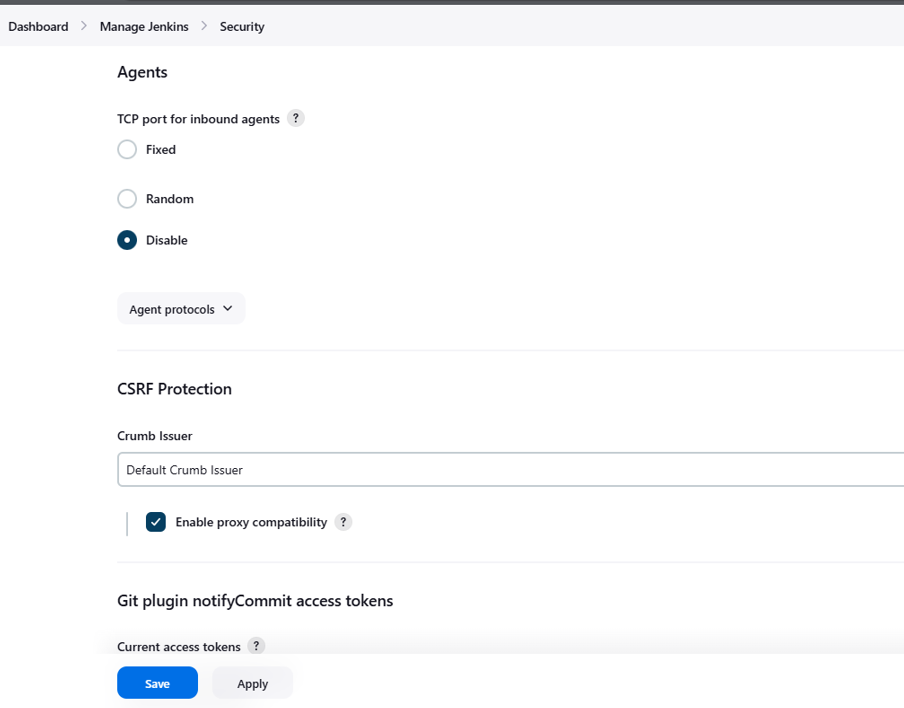 Dashboard > Manage Jenkins > Security
Agents
TCP port for inbound agents ?
Fixed
Random
Disable
Agent protocols
CSRF Protection
Crumb Issuer
Default Crumb Issuer
Enable proxy compatibility ?
Git plugin notifyCommit access tokens
Current access tokens ?
Save Apply